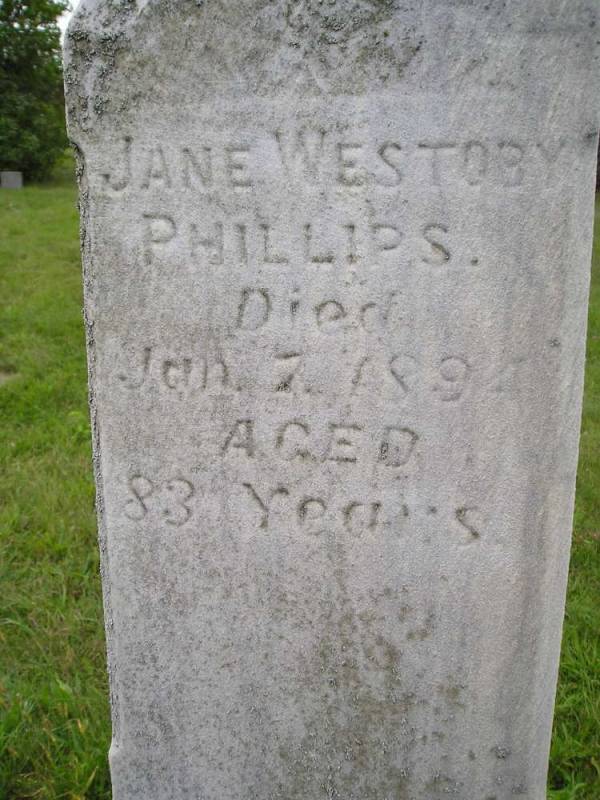 JANE WESTOBY
PHILLIPS.
Died
Jan. 7.
AGED
83 Years